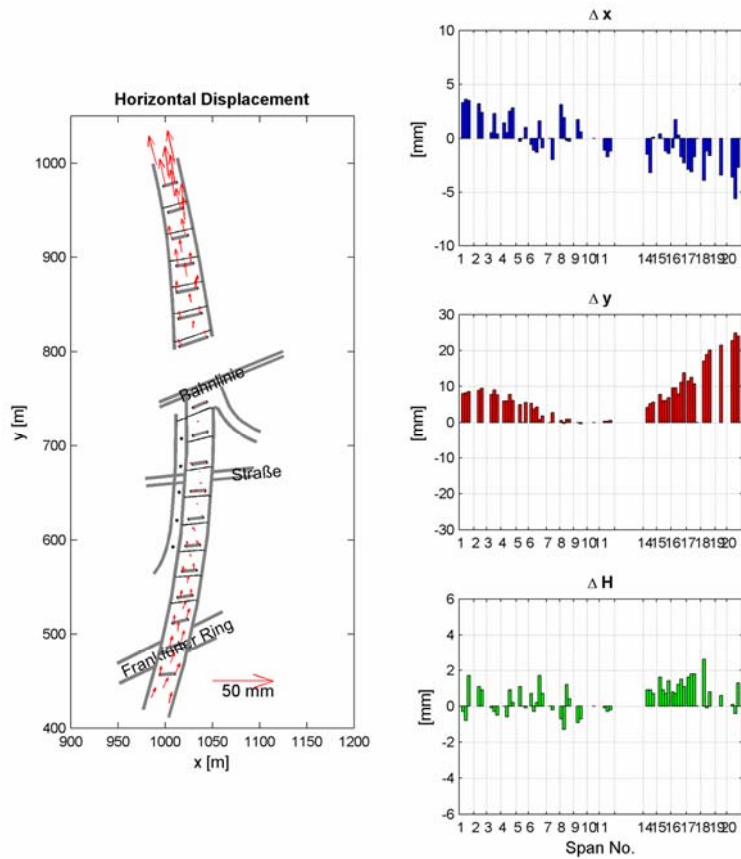 Horizontal Displacement
1000
900
800
700
600
500
400
y [m]
900 950 1000 1050 1100 1150 1200
x [m]
Bahnlinie
Straße
Frankfurter Ring
50 mm
Δ x
10
5
0
-5
-10
[mm]
1 2 3 4 5 6 7 8 9 10 11 14 15 16 17 18 19 20
Δ y
30
20
10
0
-10
-20
-30
[mm]
1 2 3 4 5 6 7 8 9 10 11 14 15 16 17 18 19 20
Δ H
6
4
2
0
-2
-4
-6
[mm]
1 2 3 4 5 6 7 8 9 10 11 14 15 16 17 18 19 20
Span No.